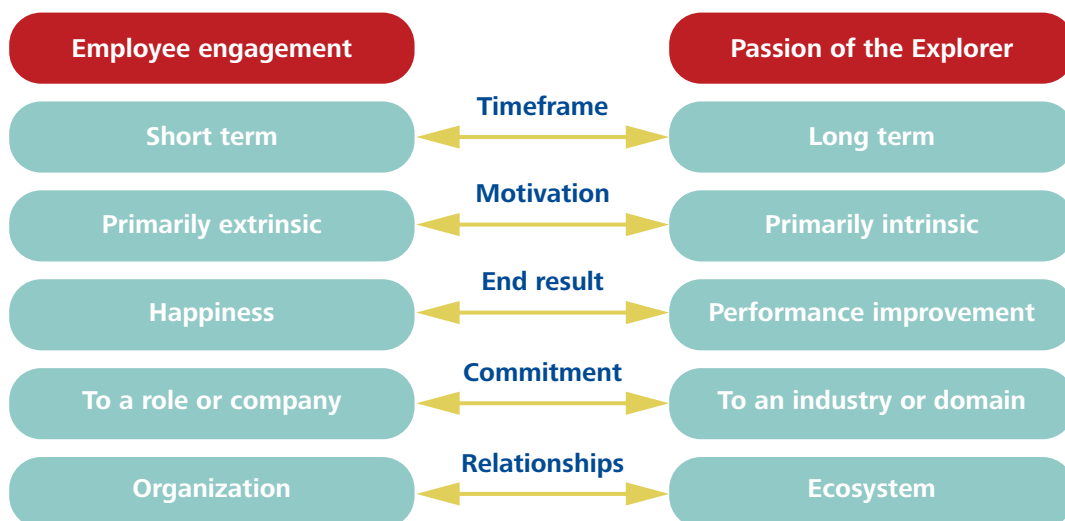 Employee engagement
Passion of the Explorer
Timeframe
Short term
Long term
Motivation
Primarily extrinsic
Primarily intrinsic
End result
Happiness
Performance improvement
Commitment
To a role or company
To an industry or domain
Relationships
Organization
Ecosystem